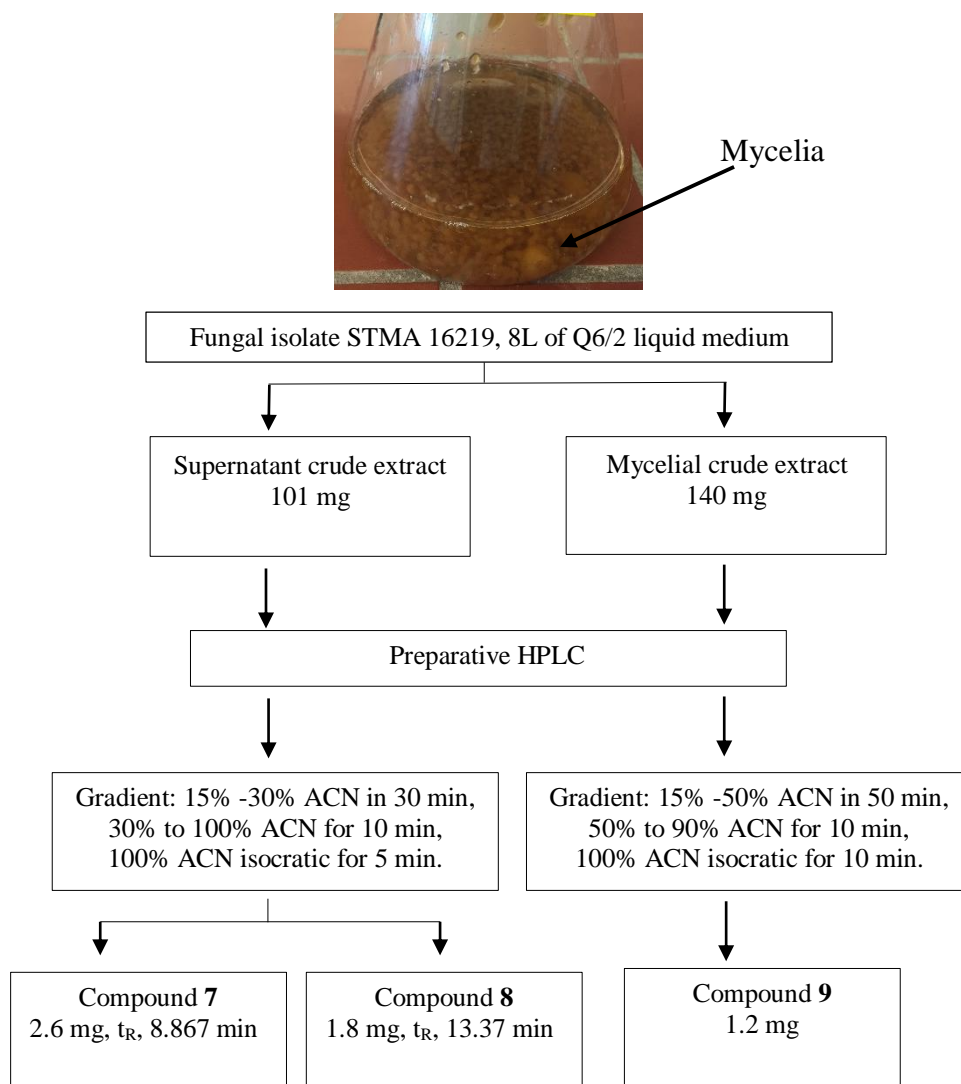 Mycelia
Fungal isolate STMA 16219, 8L of Q6/2 liquid medium
Supernatant crude extract
101 mg
Mycelial crude extract
140 mg
Preparative HPLC
Gradient: 15% -30% ACN in 30 min,
30% to 100% ACN for 10 min,
100% ACN isocratic for 5 min.
Gradient: 15% -50% ACN in 50 min,
50% to 90% ACN for 10 min,
100% ACN isocratic for 10 min.
Compound 7
2.6 mg, tR, 8.867 min
Compound 8
1.8 mg, tR, 13.37 min
Compound 9
1.2 mg